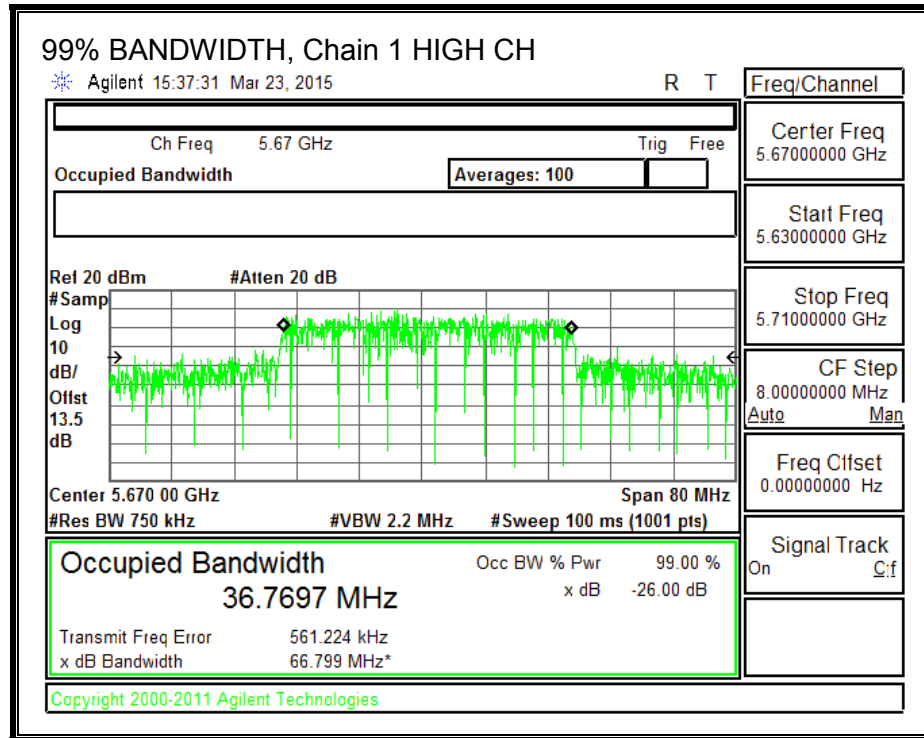 99% BANDWIDTH, Chain 1 HIGH CH
Agilent 15:37:31 Mar 23, 2015 R T
Freq/Channel
Ch Freq 5.67 GHz Trig Free
Occupied Bandwidth Averages: 100
Center Freq
5.67000000 GHz
Start Freq
5.63000000 GHz
Stop Freq
5.71000000 GHz
CF Step
8.00000000 MHz
Auto Man
Freq Offset
0.00000000 Hz
Signal Track
On Off
Ref 20 dBm #Atten 20 dB
#Samp
Log
10
dB/
Offst
13.5
dB
Center 5.670 00 GHz Span 80 MHz
#Res BW 750 kHz #VBW 2.2 MHz #Sweep 100 ms (1001 pts)
Occupied Bandwidth
36.7697 MHz
Occ BW % Pwr 99.00 %
x dB -26.00 dB
Transmit Freq Error 561.224 kHz
x dB Bandwidth 66.799 MHz*
Copyright 2000-2011 Agilent Technologies